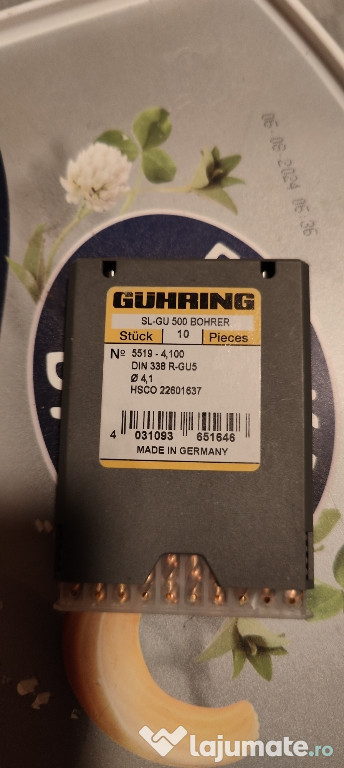 06.08.2024 06:36
GÜHRING
SL-GU 500 BOHRER
Stück 10 Pieces
Nº 5519 - 4,100
DIN 338 R-GU5
Ø 4,1
HSCO 22601637
4 031093 651646
MADE IN GERMANY
Lajumate.ro